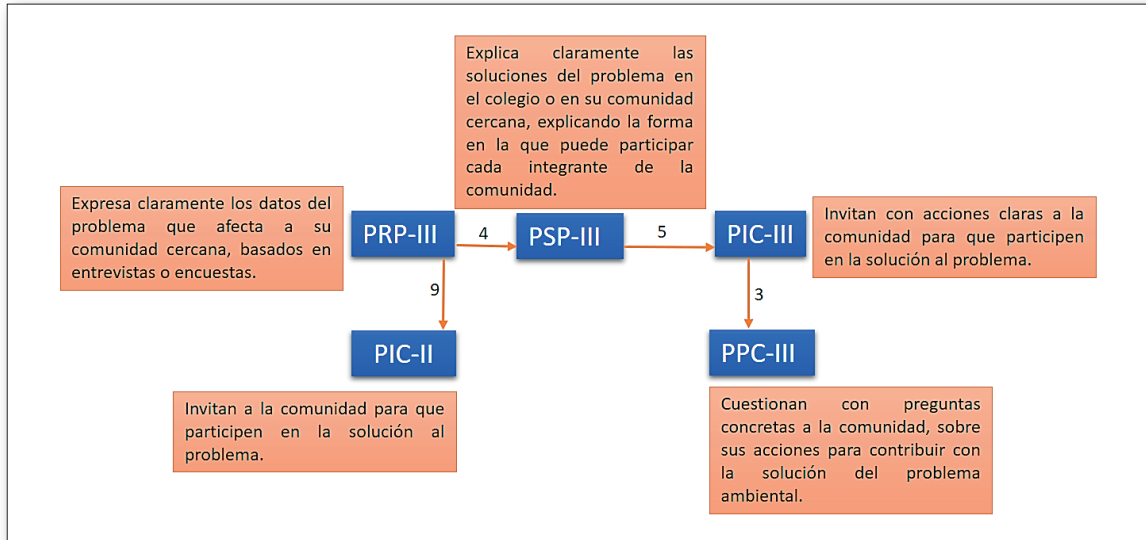 Explica claramente las
soluciones del problema en
el colegio o en su comunidad
cercana, explicando la forma
en la que puede participar
cada integrante de la
comunidad.
Expresa claramente los datos del
problema que afecta a su
comunidad cercana, basados en
entrevistas o encuestas.
PRP-III
4
PSP-III
5
PIC-III
Invitan con acciones claras a la
comunidad para que participen
en la solución al problema.
9
3
PIC-II
PPC-III
Invitan a la comunidad para que
participen en la solución al
problema.
Cuestionan con preguntas
concretas a la comunidad, sobre
sus acciones para contribuir con
la solución del problema
ambiental.